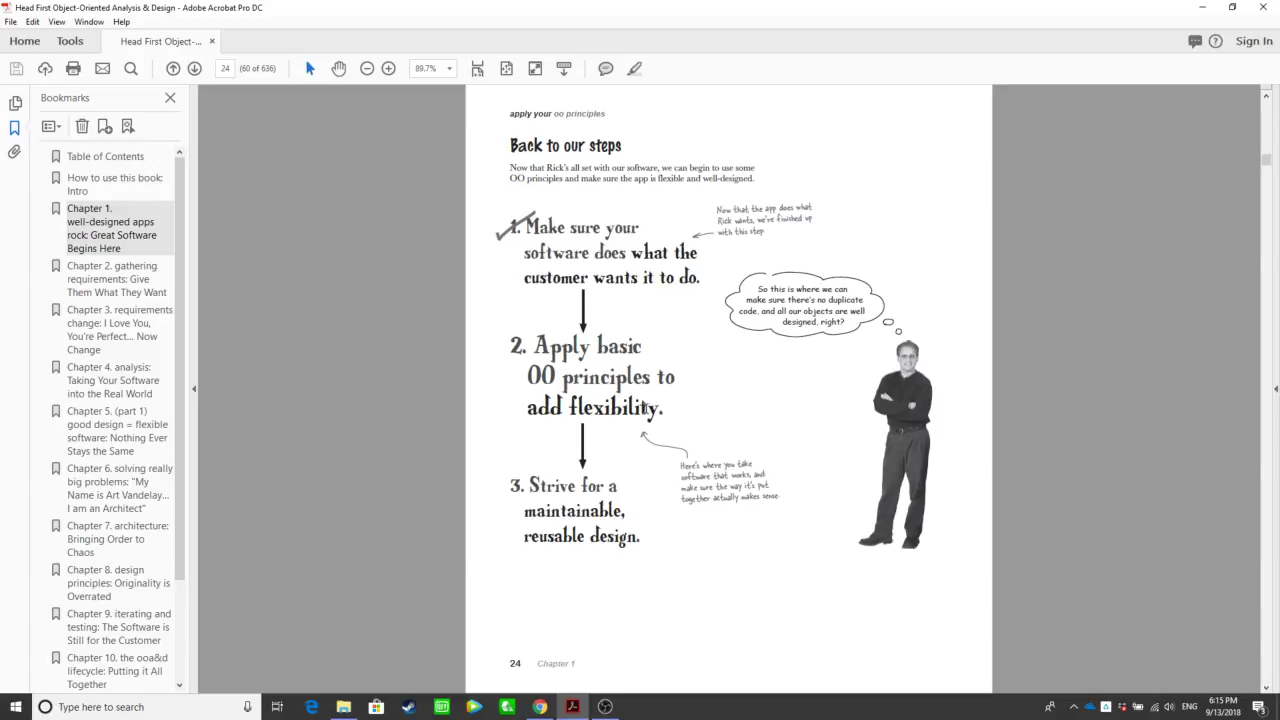 Head First Object-Oriented Analysis & Design - Adobe Acrobat Pro DC
File Edit View Window Help
Home Tools Head First Object-... × Sign In
24 (60 of 636) 89.7%
Bookmarks
Table of Contents
How to use this book:
Intro
Chapter 1.
well-designed apps
rock: Great Software
Begins Here
Chapter 2. gathering
requirements: Give
Them What They Want
Chapter 3. requirements
change: I Love You,
You're Perfect... Now
Change
Chapter 4. analysis:
Taking Your Software
into the Real World
Chapter 5. (part 1)
good design = flexible
software: Nothing Ever
Stays the Same
Chapter 6. solving really
big problems: "My
Name is Art Vandelay...
I am an Architect"
Chapter 7. architecture:
Bringing Order to
Chaos
Chapter 8. design
principles: Originality is
Overrated
Chapter 9. iterating and
testing: The Software is
Still for the Customer
Chapter 10. the ooa&d
lifecycle: Putting it All
Together
apply your oo principles
Back to our steps
Now that Rick's all set with our software, we can begin to use some
OO principles and make sure the app is flexible and well-designed.
1. Make sure your
software does what the
customer wants it to do.
Now that the app does what
Rick wants, we're finished up
with this step.
So this is where we can
make sure there's no duplicate
code, and all our objects are well
designed, right?
2. Apply basic
OO principles to
add flexibility.
Here's where you take
software that works, and
make sure the way it's put
together actually makes sense
3. Strive for a
maintainable,
reusable design.
24 Chapter 1
Type here to search
ENG
6:15 PM
9/13/2018
3